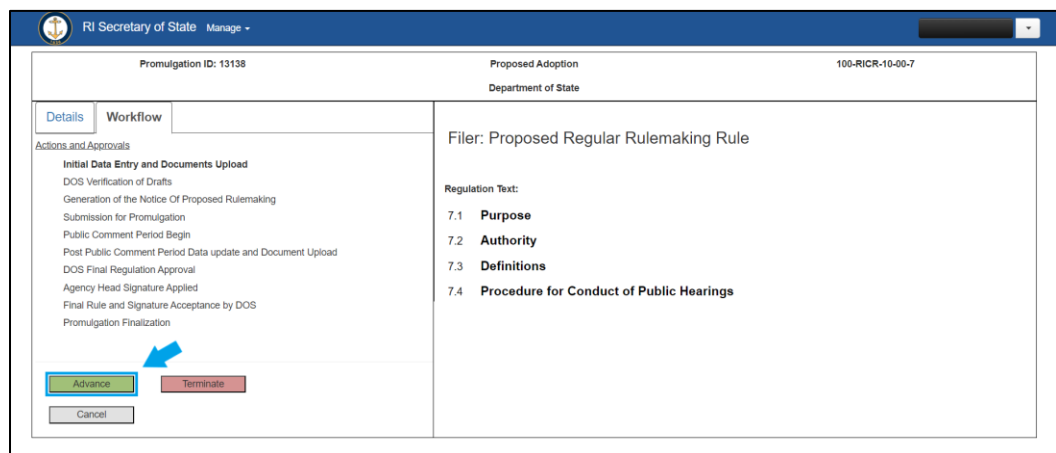 RI Secretary of State Manage
Promulgation ID: 13138 Proposed Adoption 100-RICR-10-00-7
Department of State
Details Workflow
Actions and Approvals
Initial Data Entry and Documents Upload
DOS Verification of Drafts
Generation of the Notice Of Proposed Rulemaking
Submission for Promulgation
Public Comment Period Begin
Post Public Comment Period Data update and Document Upload
DOS Final Regulation Approval
Agency Head Signature Applied
Final Rule and Signature Acceptance by DOS
Promulgation Finalization
Advance Terminate
Cancel
Filer: Proposed Regular Rulemaking Rule
Regulation Text:
7.1 Purpose
7.2 Authority
7.3 Definitions
7.4 Procedure for Conduct of Public Hearings